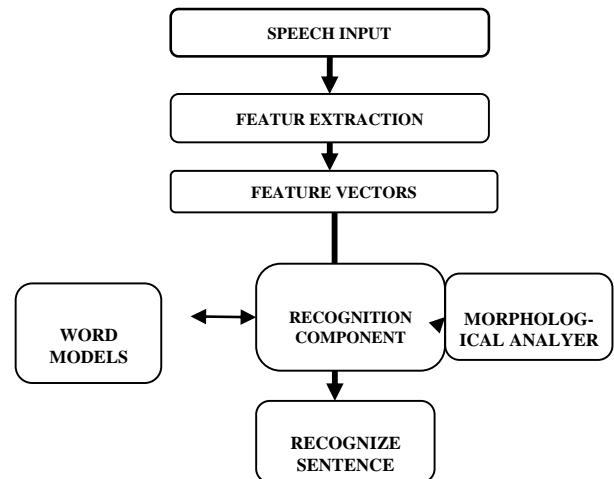 SPEECH INPUT
FEATUR EXTRACTION
FEATURE VECTORS
WORD
MODELS
RECOGNITION
COMPONENT
MORPHOLOG-
ICAL ANALYER
RECOGNIZE
SENTENCE